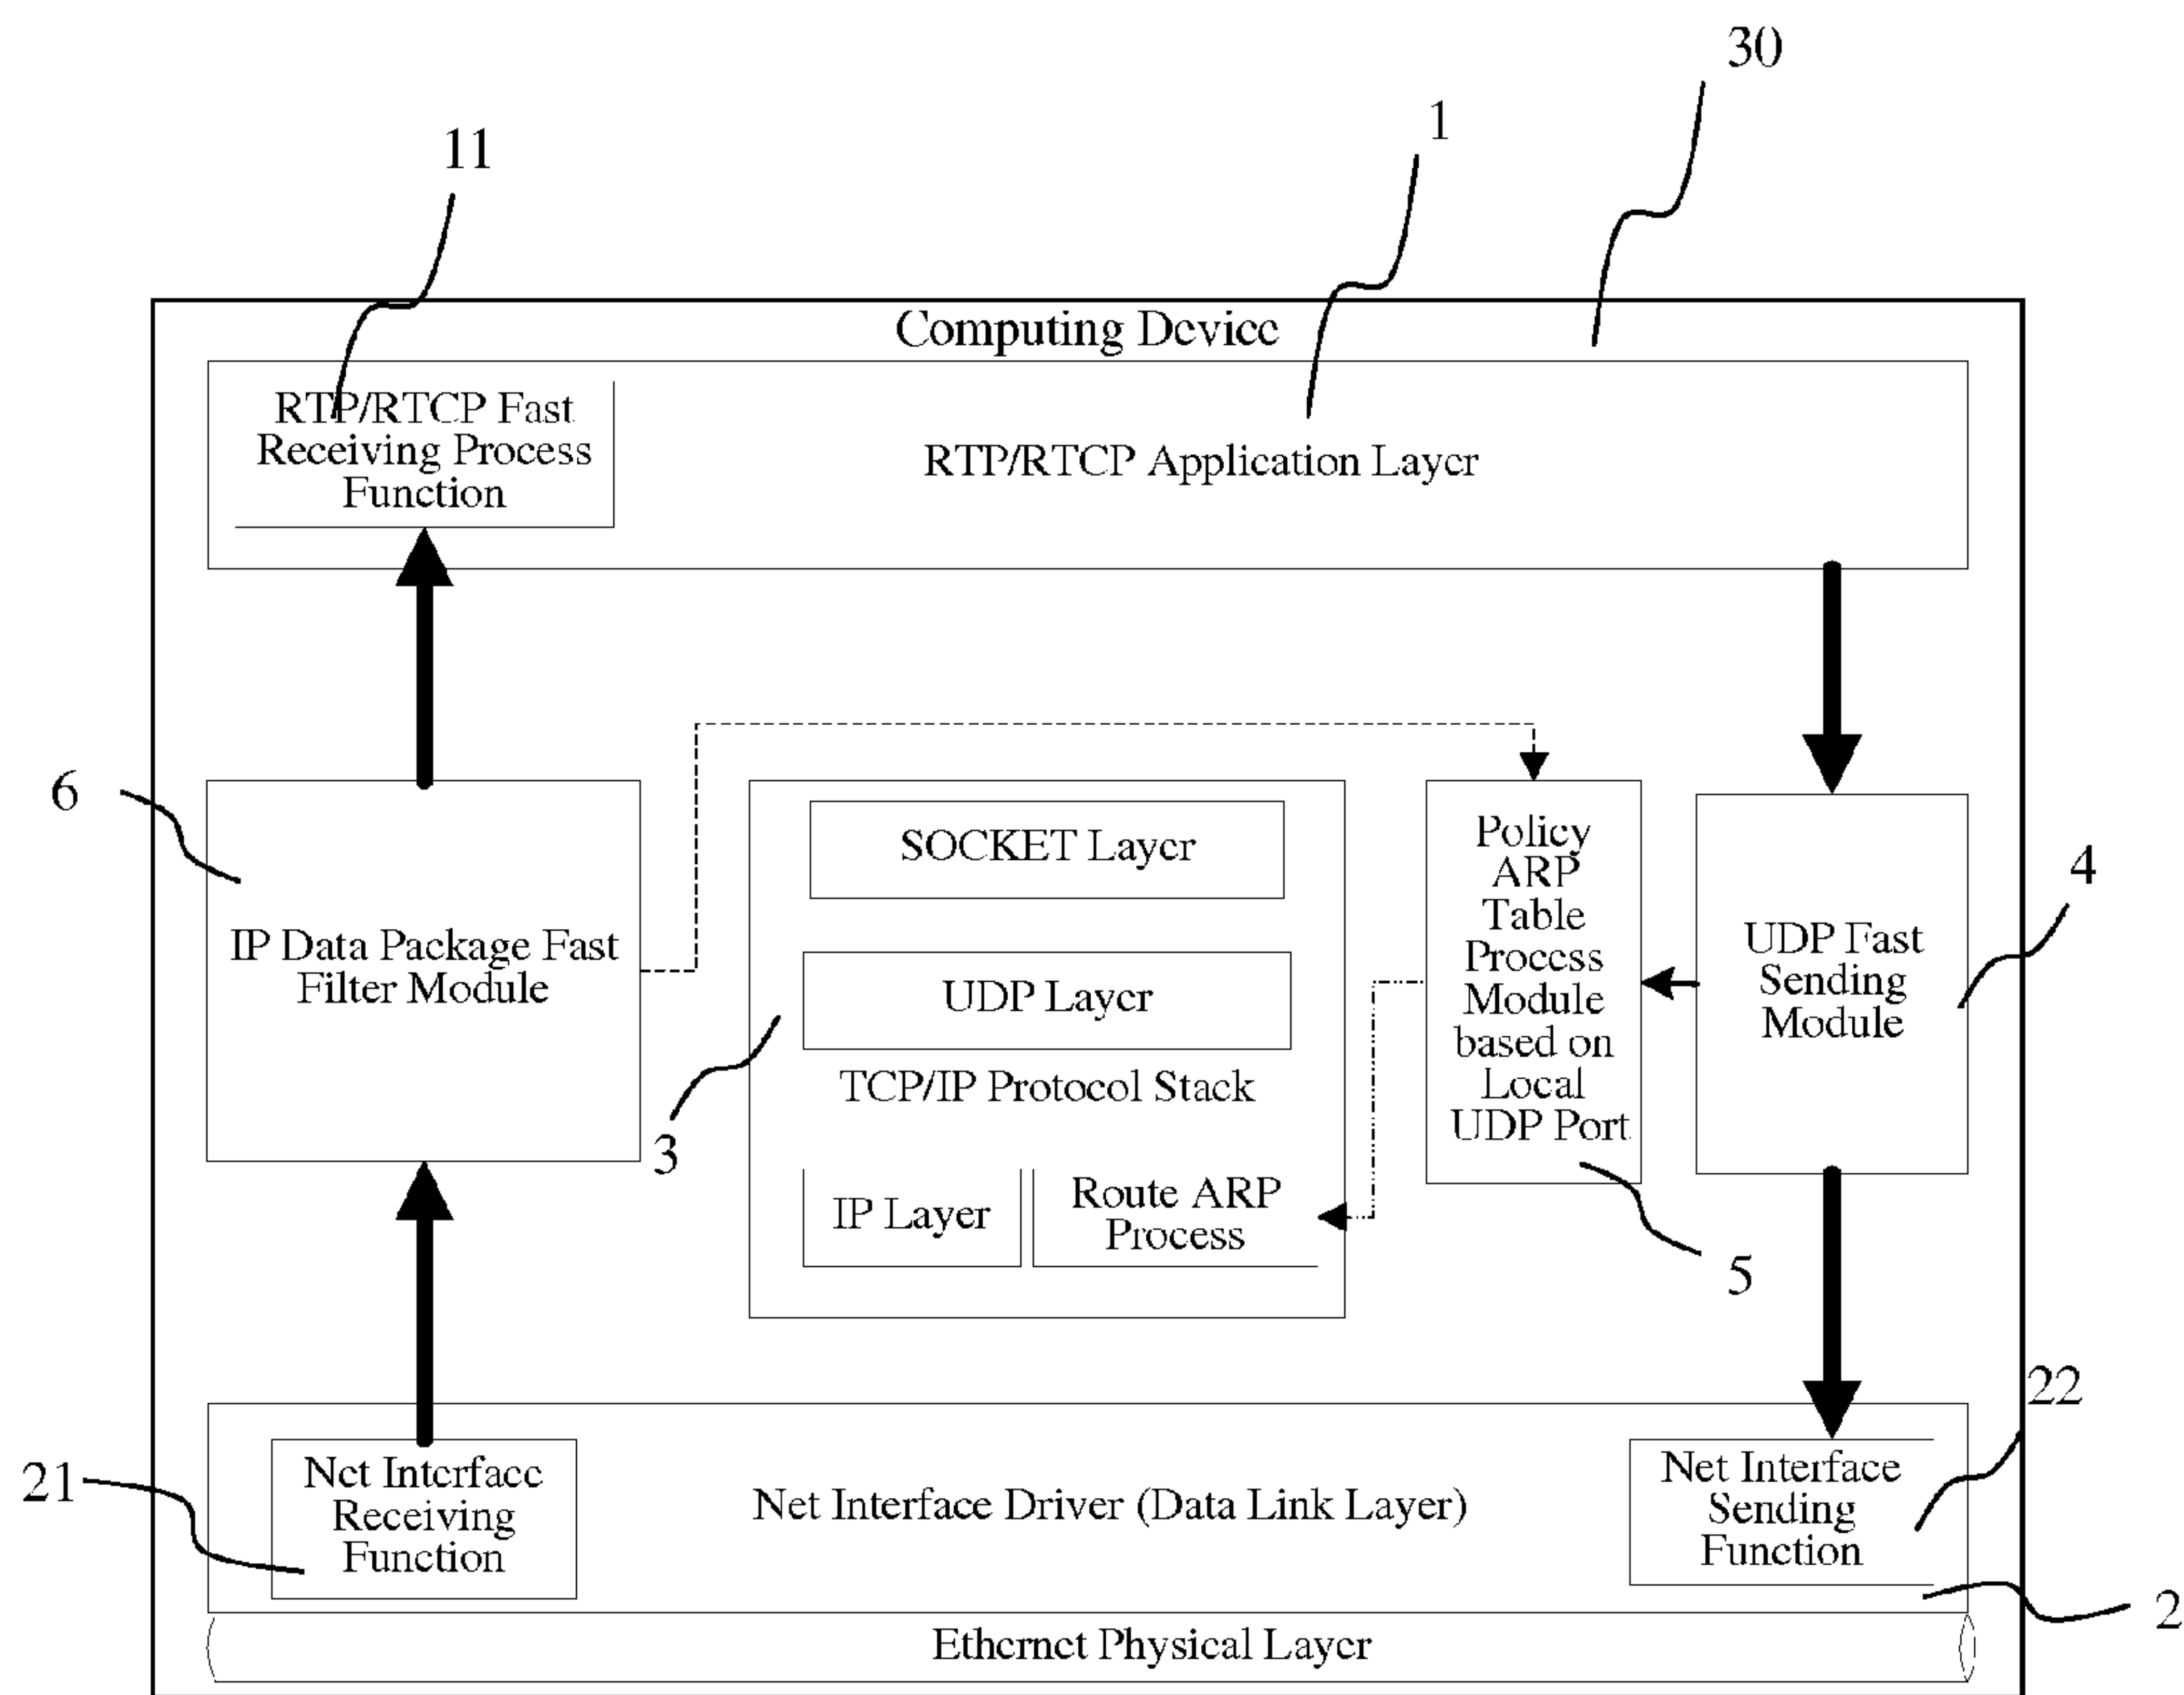 30
1
11
Computing Device
RTP/RTCP Fast
Receiving Process
Function
RTP/RTCP Application Layer
6
IP Data Package Fast
Filter Module
SOCKET Layer
UDP Layer
TCP/IP Protocol Stack
3
IP Layer
Route ARP
Process
Policy
ARP
Table
Process
Module
based on
Local
UDP Port
5
UDP Fast
Sending
Module
4
22
21
Net Interface
Receiving
Function
Net Interface Driver (Data Link Layer)
Net Interface
Sending
Function
2
Ethernet Physical Layer